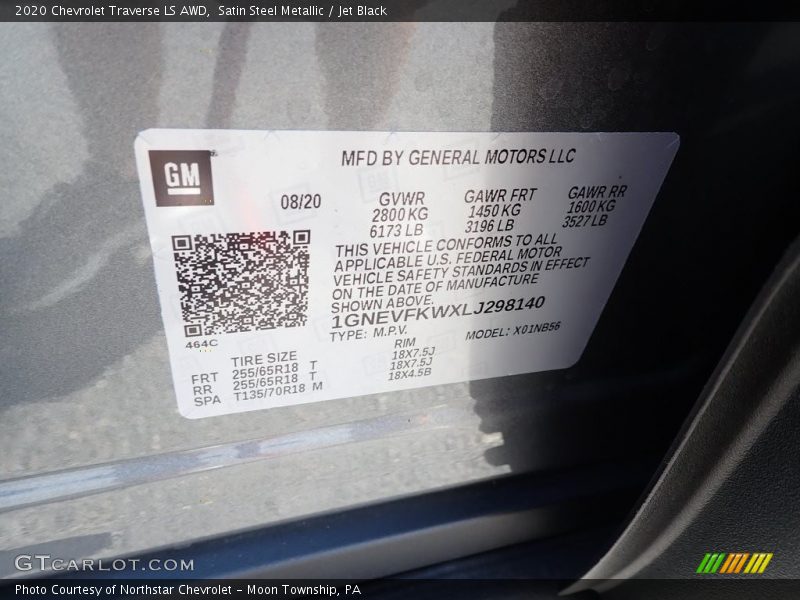 2020 Chevrolet Traverse LS AWD, Satin Steel Metallic / Jet Black
GM
MFD BY GENERAL MOTORS LLC
08/20
GVWR GAWR FRT GAWR RR
2800 KG 1450 KG 1600 KG
6173 LB 3196 LB 3527 LB
THIS VEHICLE CONFORMS TO ALL
APPLICABLE U.S. FEDERAL MOTOR
VEHICLE SAFETY STANDARDS IN EFFECT
ON THE DATE OF MANUFACTURE
SHOWN ABOVE.
1GNEVFKWXLJ298140
TYPE: M.P.V. MODEL: X01NB56
464C
TIRE SIZE RIM
FRT 255/65R18 T 18X7.5J
RR 255/65R18 T 18X7.5J
SPA T135/70R18 M 18X4.5B
GTCARLOT.COM
Photo Courtesy of Northstar Chevrolet - Moon Township, PA